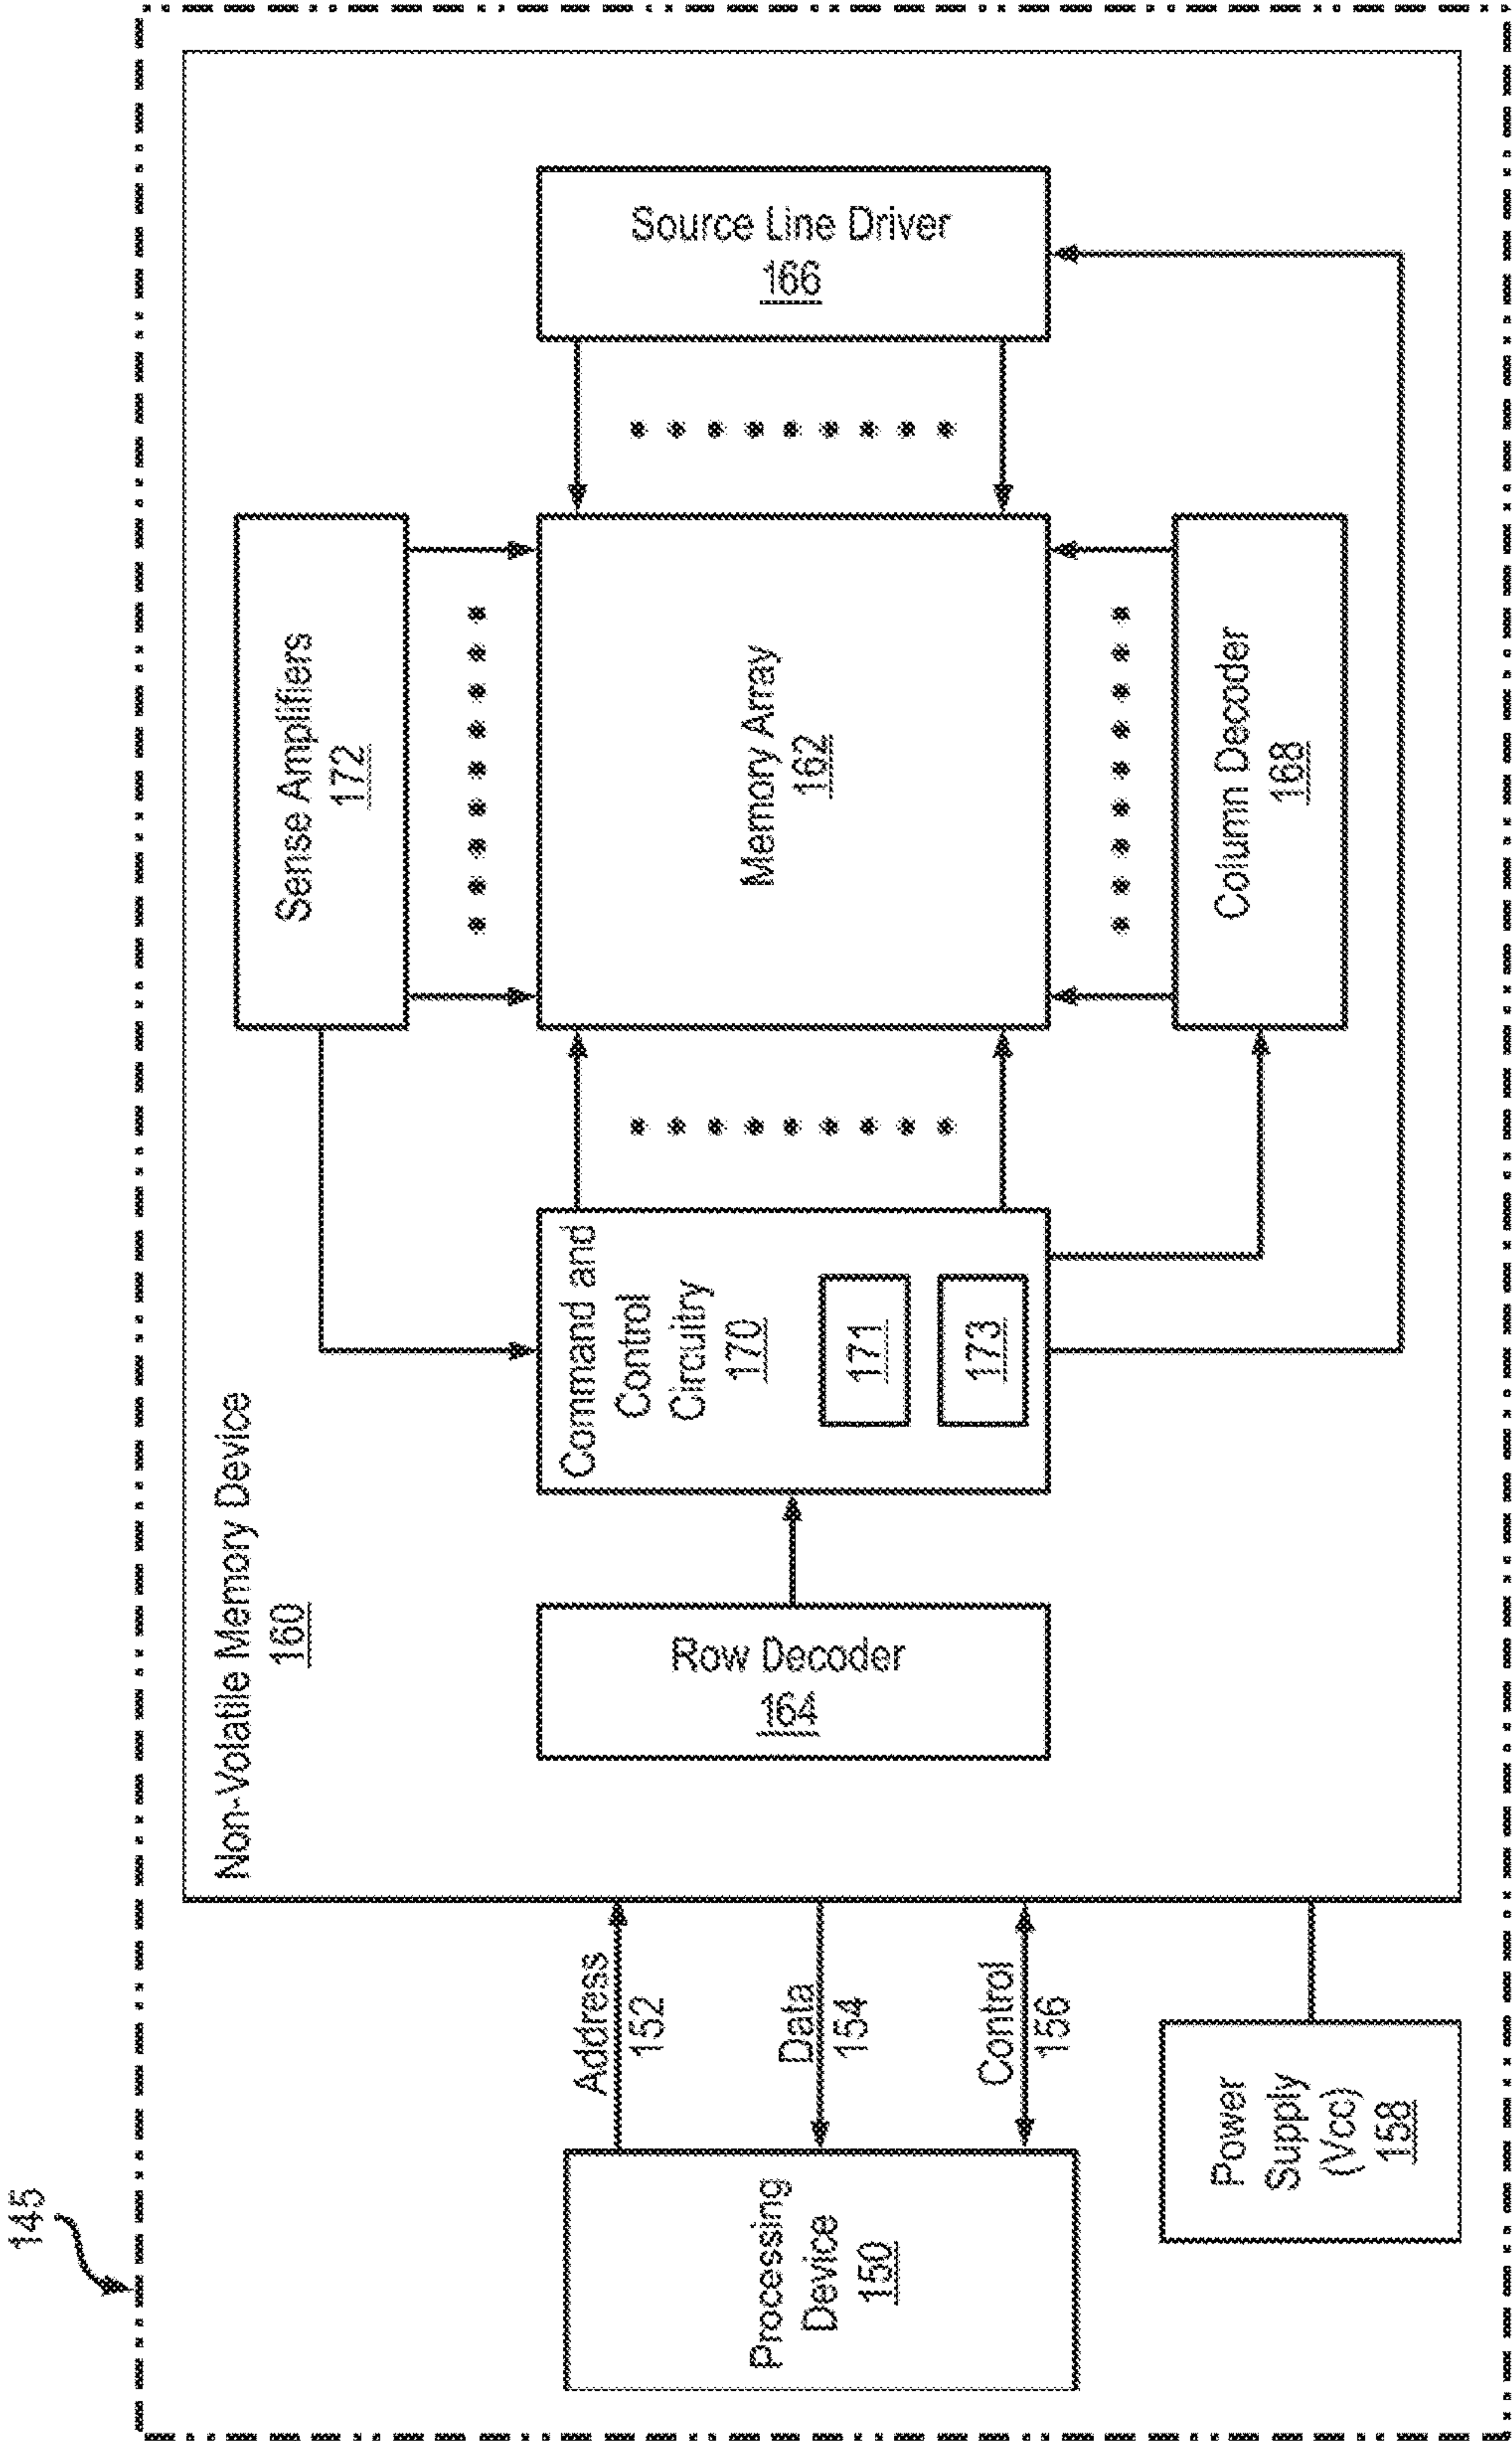 145
Non-Volatile Memory Device
160
Processing
Device
150
Address
152
Data
154
Control
156
Power
Supply
(Vcc)
158
Row Decoder
164
Command and
Control
Circuitry
170
171
173
Sense Amplifiers
172
Memory Array
162
Column Decoder
168
Source Line Driver
166